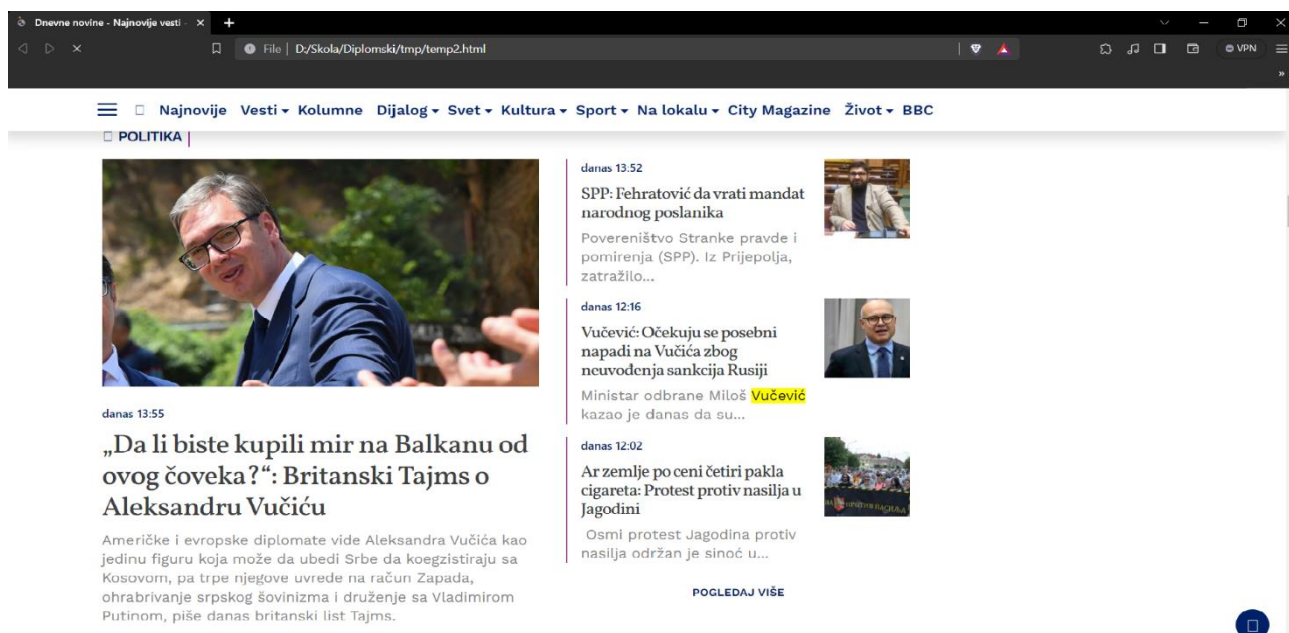 Dnevne novine - Najnovije vesti -
File | D:/Skola/Diplomski/tmp/temp2.html
VPN
Najnovije Vesti Kolumne Dijalog Svet Kultura Sport Na lokalu City Magazine Život BBC
POLITIKA
danas 13:55
„Da li biste kupili mir na Balkanu od
ovog čoveka?“: Britanski Tajms o
Aleksandru Vučiću
Američke i evropske diplomate vide Aleksandra Vučića kao
jedinu figuru koja može da ubedi Srbe da koegzistiraju sa
Kosovom, pa trpe njegove uvrede na račun Zapada,
ohrabrivanje srpskog šovinizma i druženje sa Vladimirom
Putinom, piše danas britanski list Tajms.
danas 13:52
SPP: Fehratović da vrati mandat
narodnog poslanika
Povereništvo Stranke pravde i
pomirenja (SPP). Iz Prijepolja,
zatražilo...
danas 12:16
Vučević: Očekuju se posebni
napadi na Vučića zbog
neuvođenja sankcija Rusiji
Ministar odbrane Miloš Vučević
kazao je danas da su...
danas 12:02
Ar zemlje po ceni četiri pakla
cigareta: Protest protiv nasilja u
Jagodini
Osmi protest Jagodina protiv
nasilja održan je sinoć u...
POGLEDAJ VIŠE